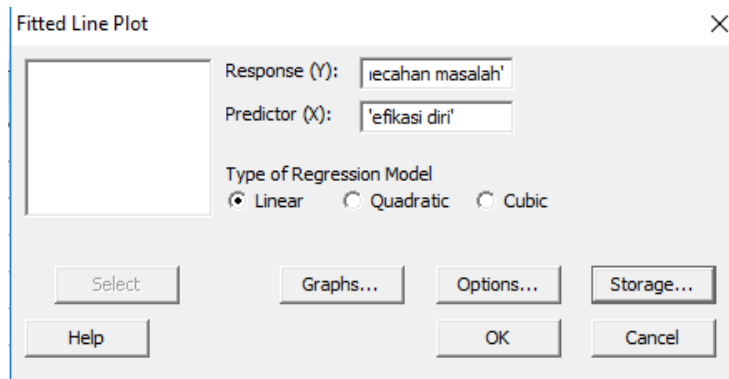 Fitted Line Plot
Response (Y): ecahan masalah'
Predictor (X): 'efikasi diri'
Type of Regression Model
Linear Quadratic Cubic
Select Graphs... Options... Storage...
Help OK Cancel